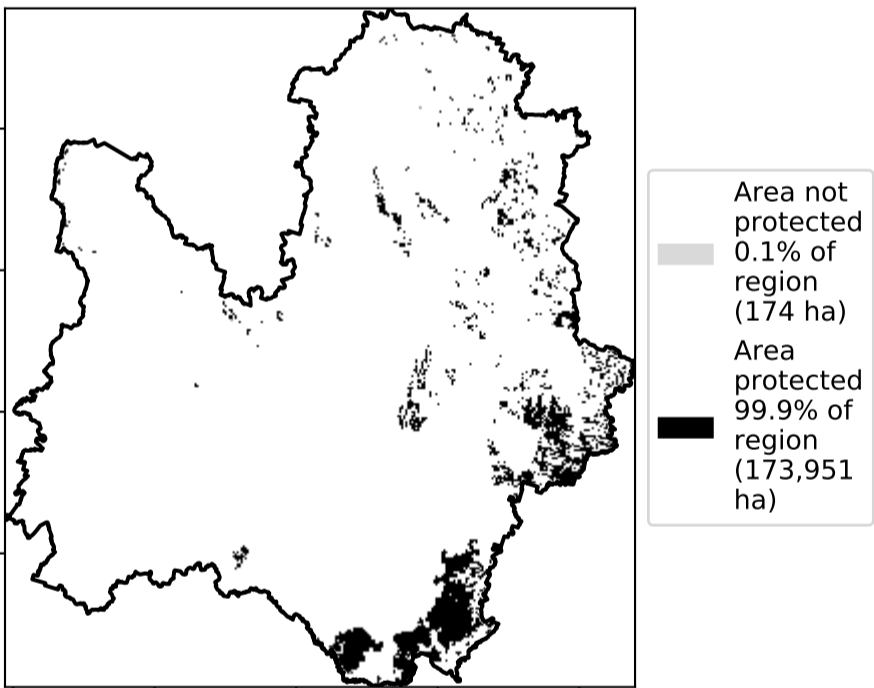 Area not
protected
0.1% of
region
(174 ha)
Area
protected
99.9% of
region
(173,951
ha)